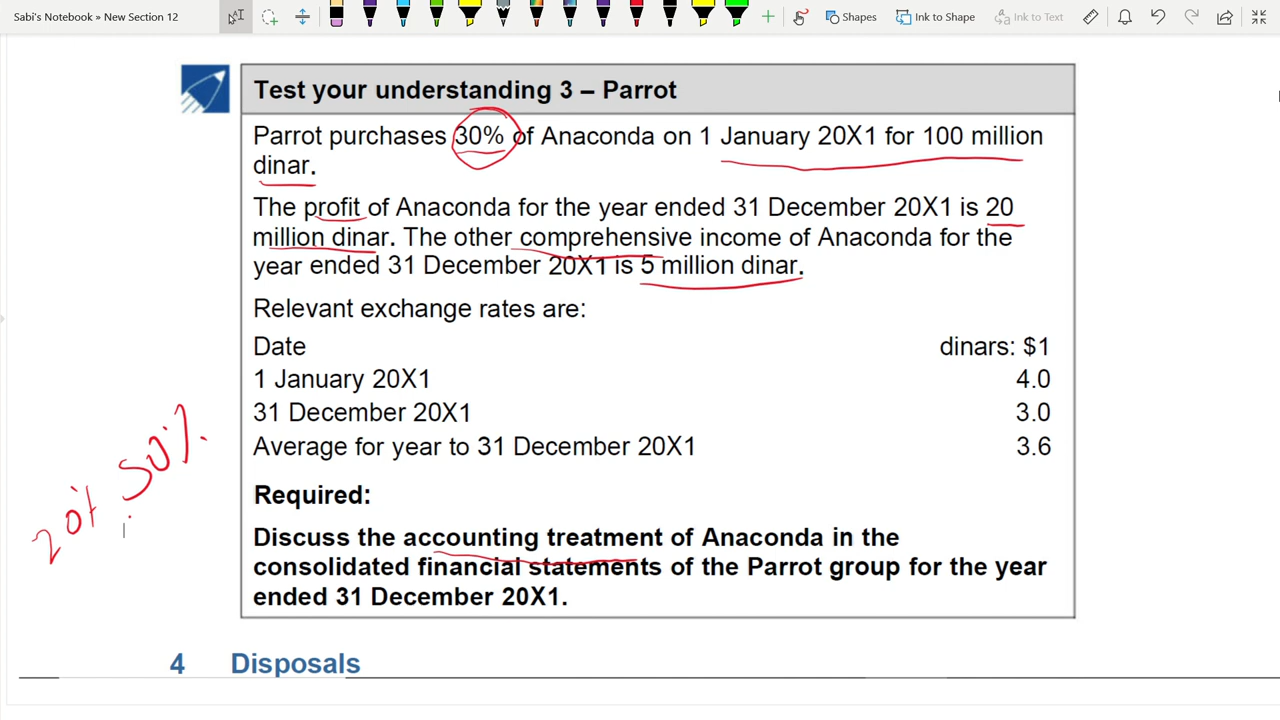 Sabi's Notebook » New Section 12
Shapes
Ink to Shape
Ink to Text
Test your understanding 3 – Parrot
Parrot purchases 30% of Anaconda on 1 January 20X1 for 100 million
dinar.
The profit of Anaconda for the year ended 31 December 20X1 is 20
million dinar. The other comprehensive income of Anaconda for the
year ended 31 December 20X1 is 5 million dinar.
Relevant exchange rates are:
Date dinars: $1
1 January 20X1 4.0
31 December 20X1 3.0
Average for year to 31 December 20X1 3.6
20% 50%
Required:
Discuss the accounting treatment of Anaconda in the
consolidated financial statements of the Parrot group for the year
ended 31 December 20X1.
4 Disposals